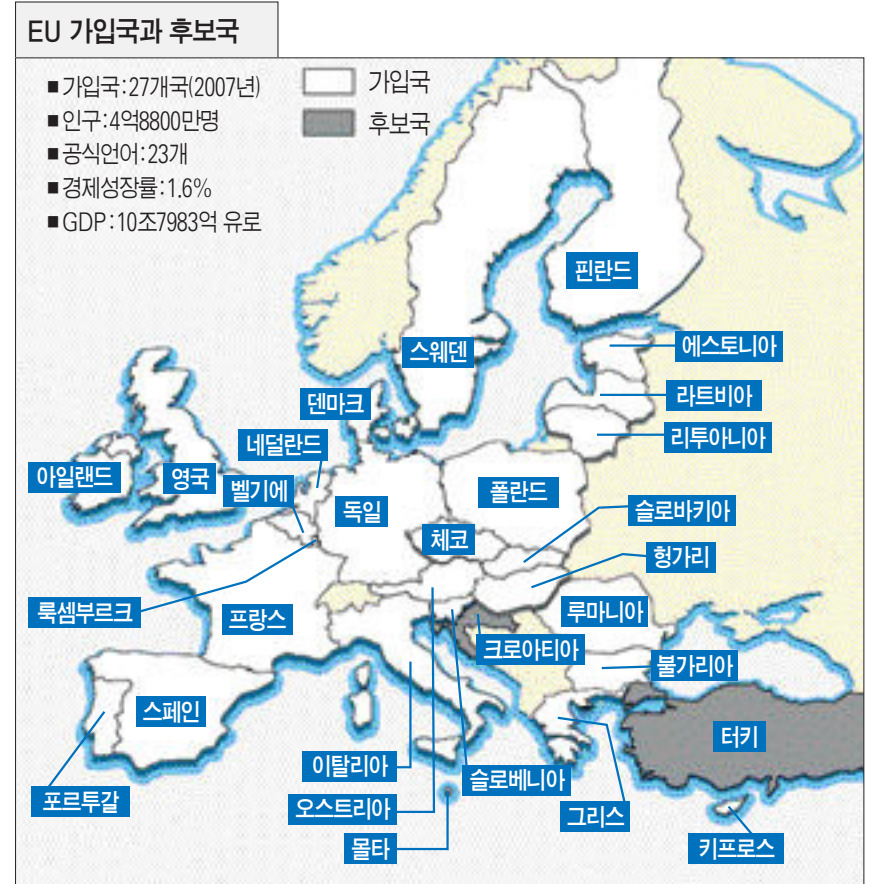 EU 가입국과 후보국
■가입국:27개국(2007년)
■인구:4억8800만명
■공식언어:23개
■경제성장률:1.6%
■GDP:10조7983억 유로
가입국
후보국
핀란드
스웨덴
에스토니아
덴마크
라트비아
네덜란드
리투아니아
아일랜드
영국
벨기에
독일
폴란드
슬로바키아
체코
헝가리
룩셈부르크
프랑스
루마니아
크로아티아
불가리아
스페인
터키
이탈리아
슬로베니아
포르투갈
오스트리아
그리스
몰타
키프로스